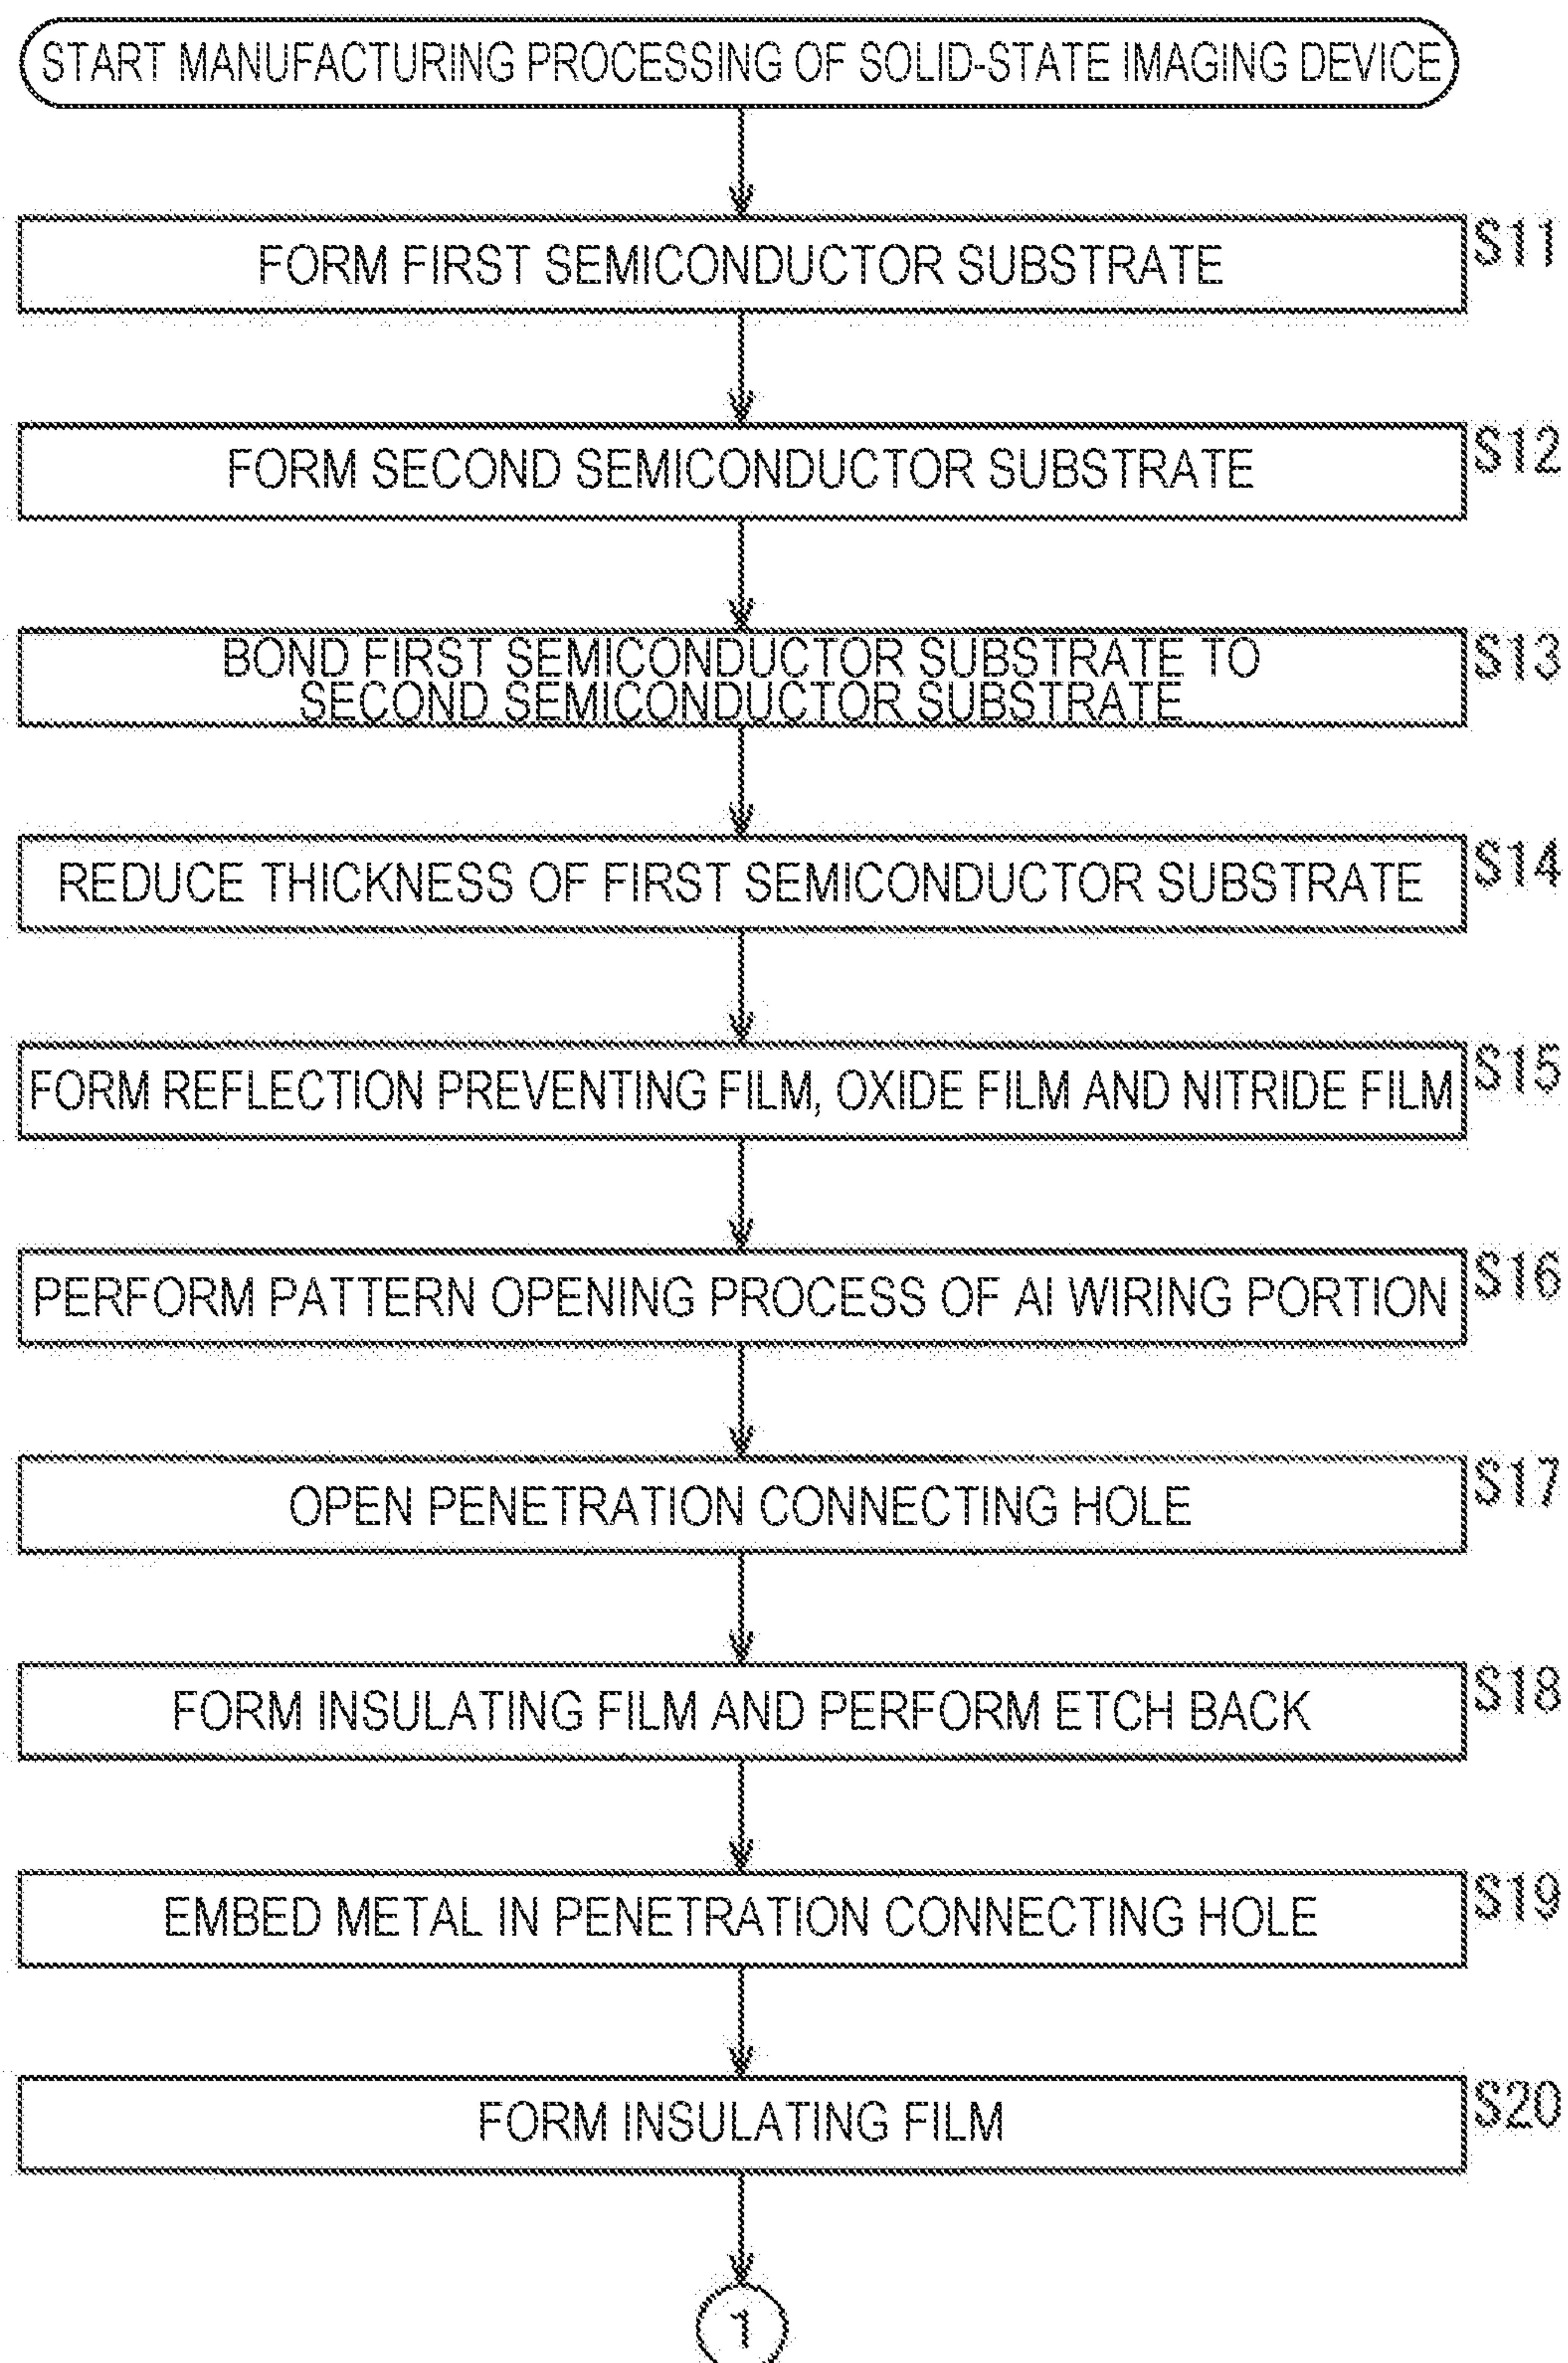 START MANUFACTURING PROCESSING OF SOLID-STATE IMAGING DEVICE
FORM FIRST SEMICONDUCTOR SUBSTRATE
S11
FORM SECOND SEMICONDUCTOR SUBSTRATE
S12
BOND FIRST SEMICONDUCTOR SUBSTRATE TO
SECOND SEMICONDUCTOR SUBSTRATE
S13
REDUCE THICKNESS OF FIRST SEMICONDUCTOR SUBSTRATE
S14
FORM REFLECTION PREVENTING FILM, OXIDE FILM AND NITRIDE FILM
S15
PERFORM PATTERN OPENING PROCESS OF Al WIRING PORTION
S16
OPEN PENETRATION CONNECTING HOLE
S17
FORM INSULATING FILM AND PERFORM ETCH BACK
S18
EMBED METAL IN PENETRATION CONNECTING HOLE
S19
FORM INSULATING FILM
S20
1